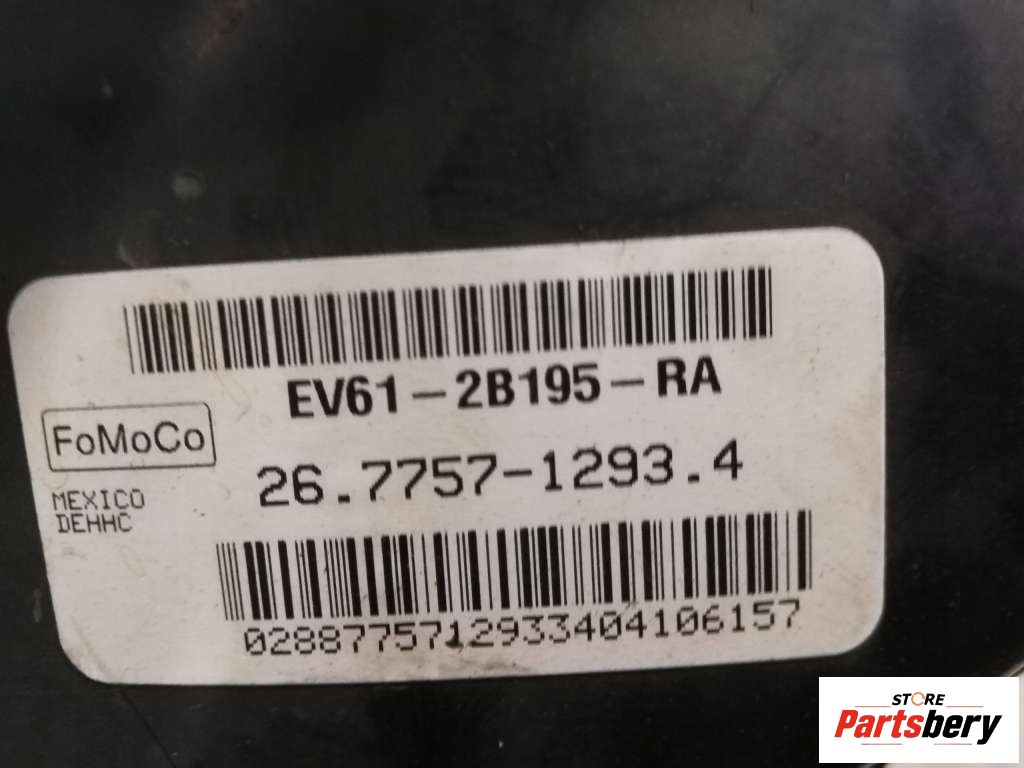 EV61-2B195-RA
FoMoCo
26.7757-1293.4
MEXICO
DEHHC
0288775712933404106157
STORE
Partsbery